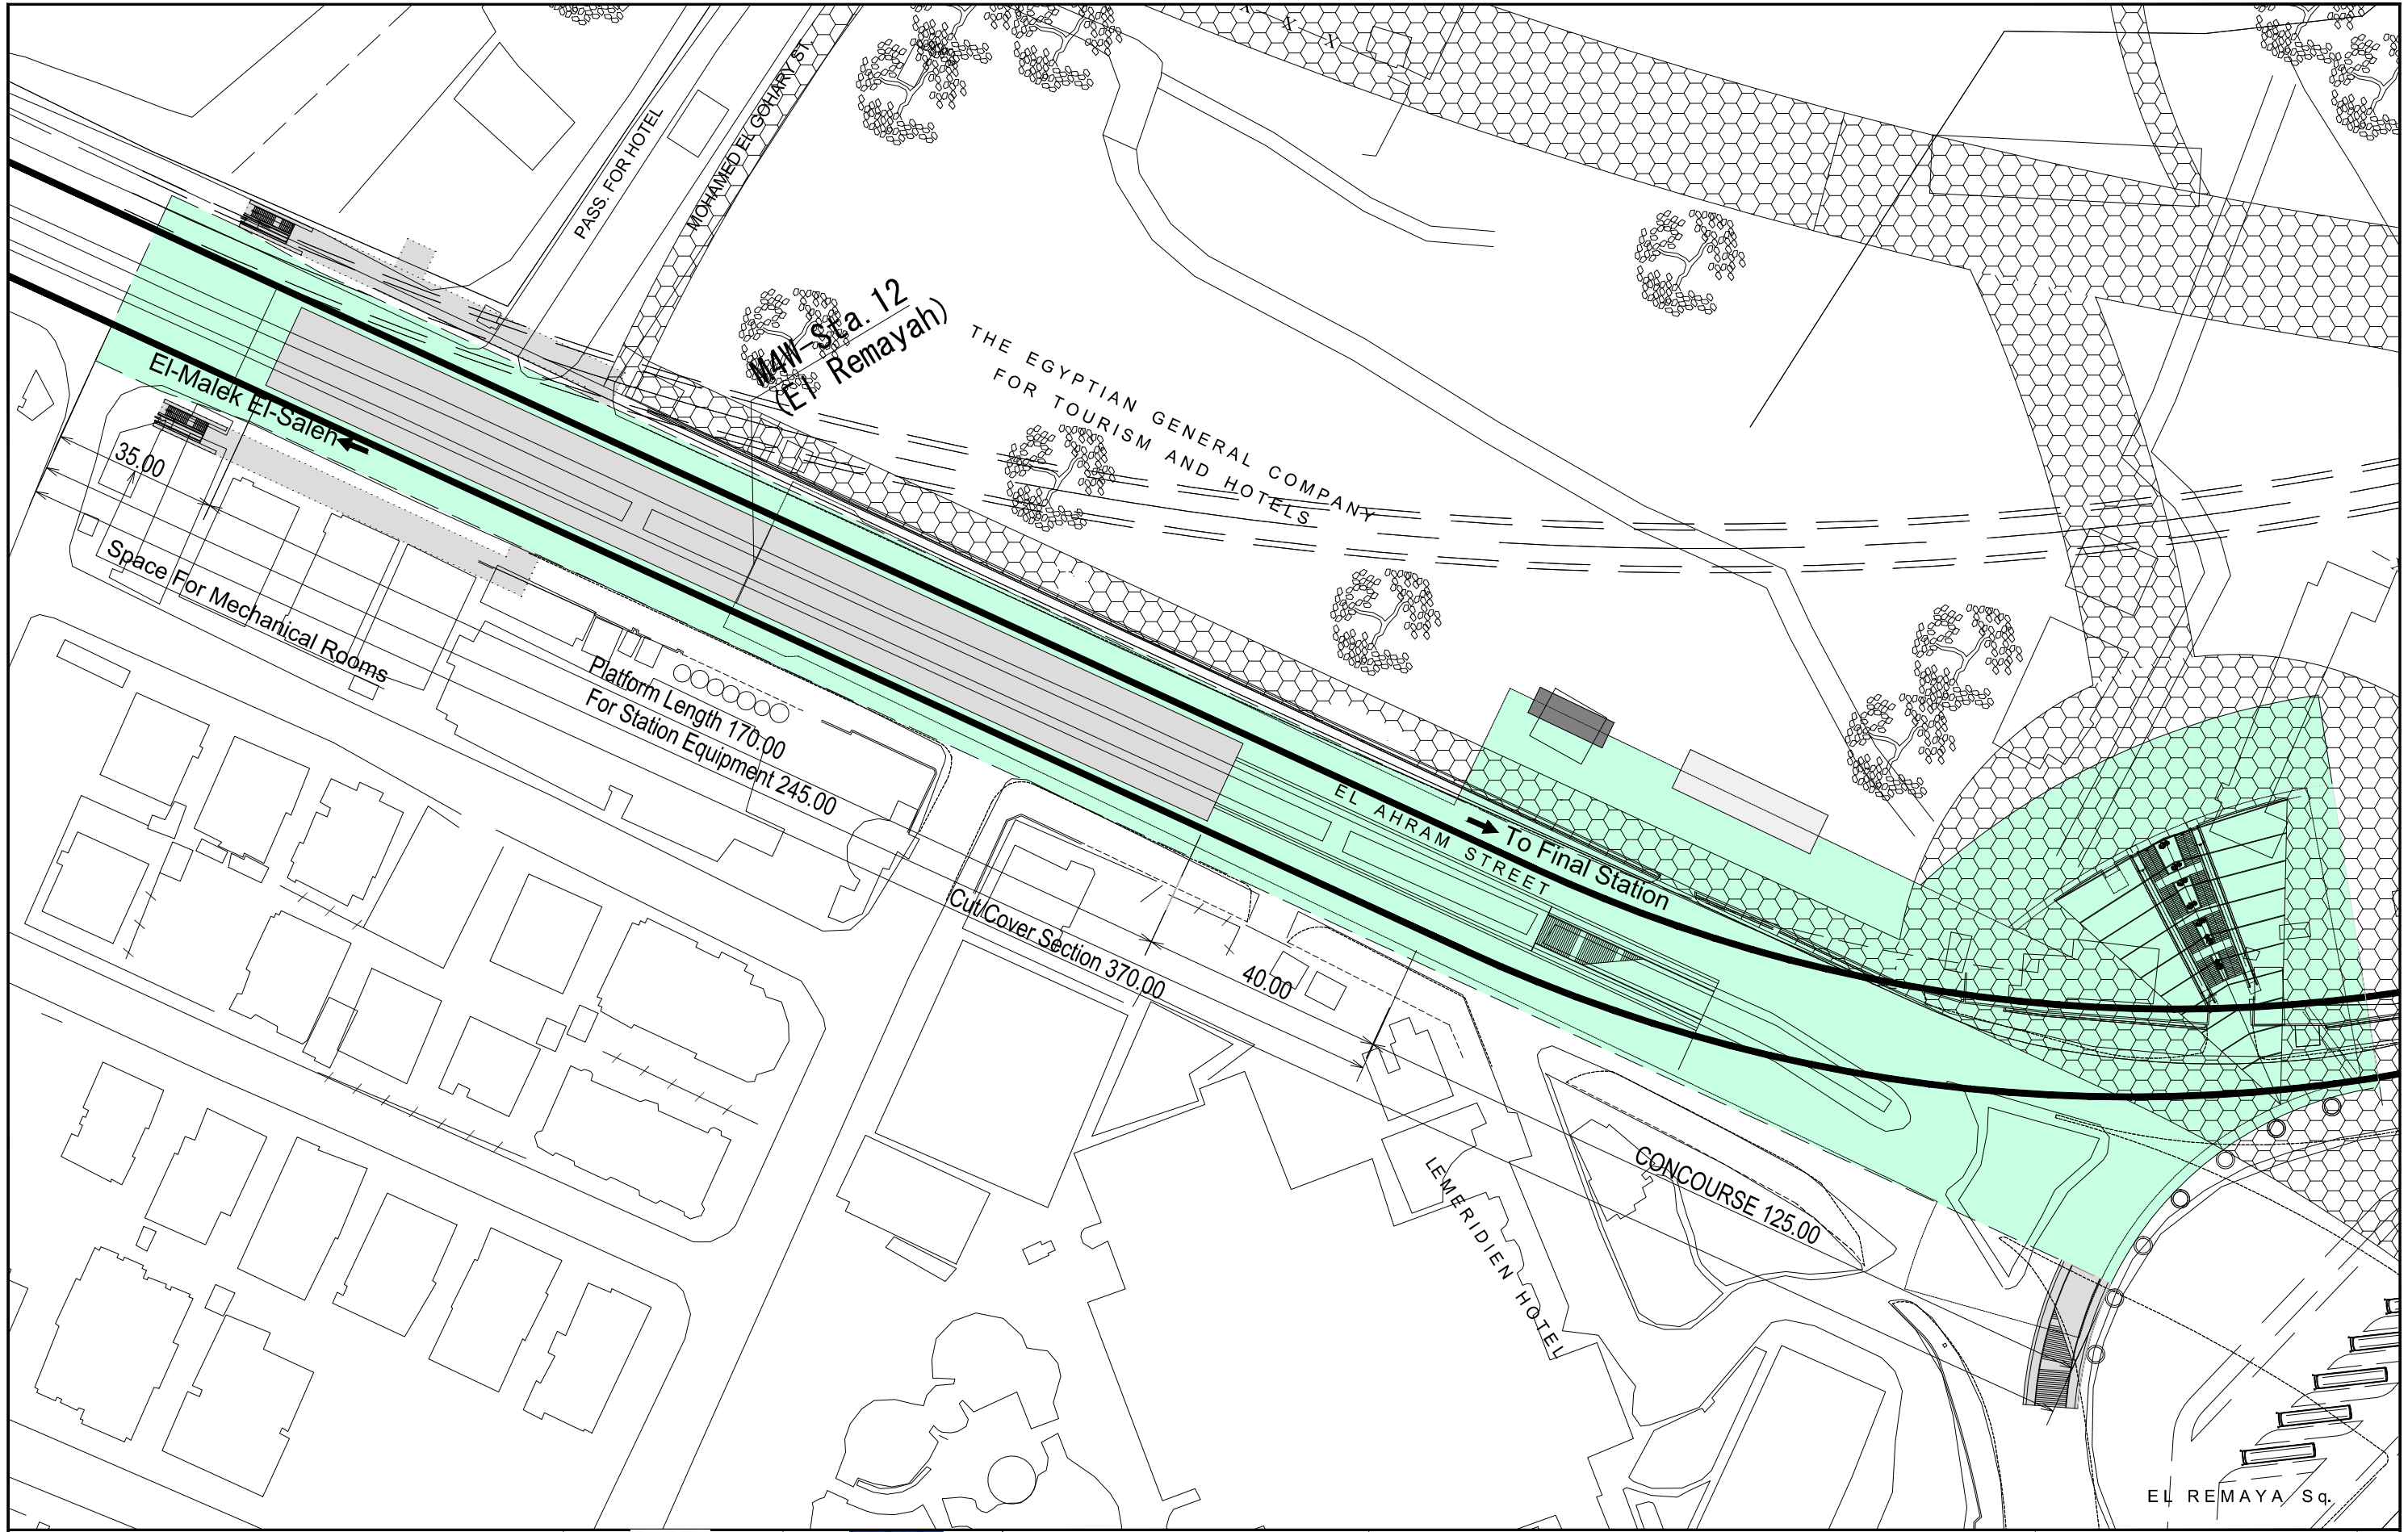 PASS. FOR HOTEL
MOHAMED EL GOHARY ST.
M4W-Sta.12
(El Remayah)
THE EGYPTIAN GENERAL COMPANY
FOR TOURISM AND HOTELS
El-Malek El-Saleh
35.00
Space For Mechanical Rooms
Platform Length 170.00
For Station Equipment 245.00
EL AHRAM STREET
To Final Station
Cut/Cover Section 370.00
40.00
CONCOURSE 125.00
LEMERIDIEN HOTEL
EL REMAYA Sq.